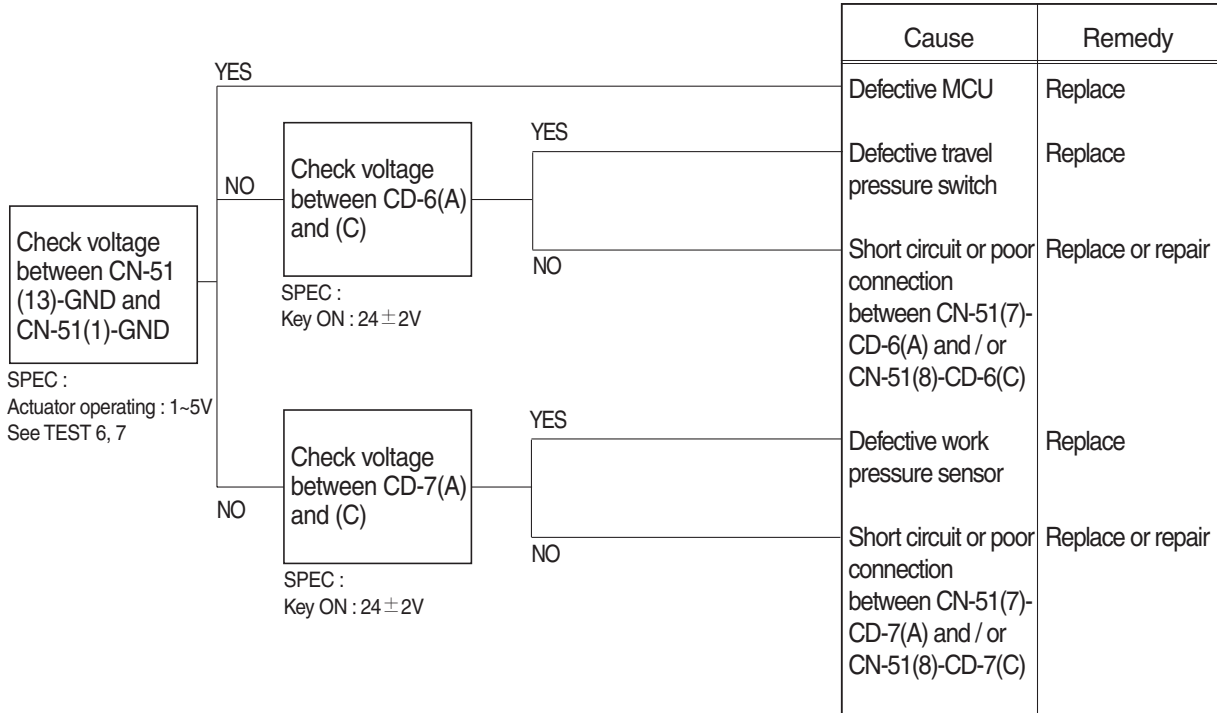 Cause
Remedy
YES
Defective MCU
Replace
YES
Check voltage
between CD-6(A)
and (C)
Defective travel
pressure switch
Replace
NO
Check voltage
between CN-51
(13)-GND and
CN-51(1)-GND
SPEC :
Actuator operating : 1~5V
See TEST 6, 7
SPEC :
Key ON : 24±2V
NO
Short circuit or poor
connection
between CN-51(7)-
CD-6(A) and / or
CN-51(8)-CD-6(C)
Replace or repair
YES
Check voltage
between CD-7(A)
and (C)
Defective work
pressure sensor
Replace
NO
SPEC :
Key ON : 24±2V
NO
Short circuit or poor
connection
between CN-51(7)-
CD-7(A) and / or
CN-51(8)-CD-7(C)
Replace or repair